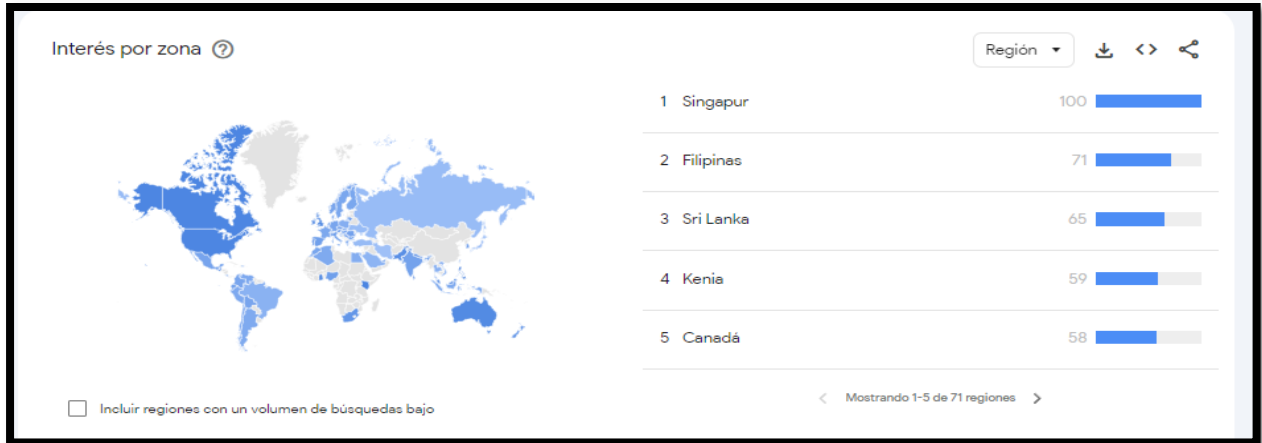 Interés por zona
Región
1 Singapur 100
2 Filipinas 71
3 Sri Lanka 65
4 Kenia 59
5 Canadá 58
Incluir regiones con un volumen de búsquedas bajo
Mostrando 1-5 de 71 regiones